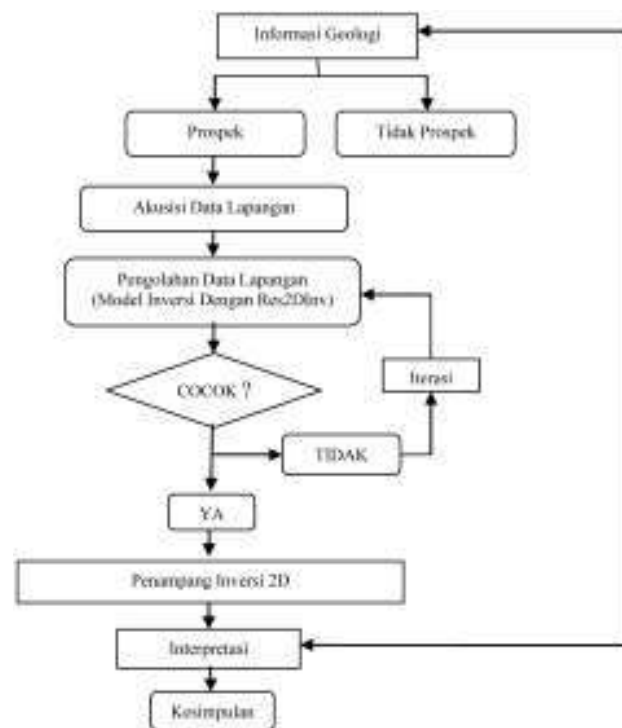 Informasi Geologi
Prospek
Tidak Prospek
Akusisi Data Lapangan
Pengolahan Data Lapangan
(Model Inversi Dengan Res2DInv)
COCOK ?
Iterasi
TIDAK
YA
Penampang Inversi 2D
Interpretasi
Kesimpulan